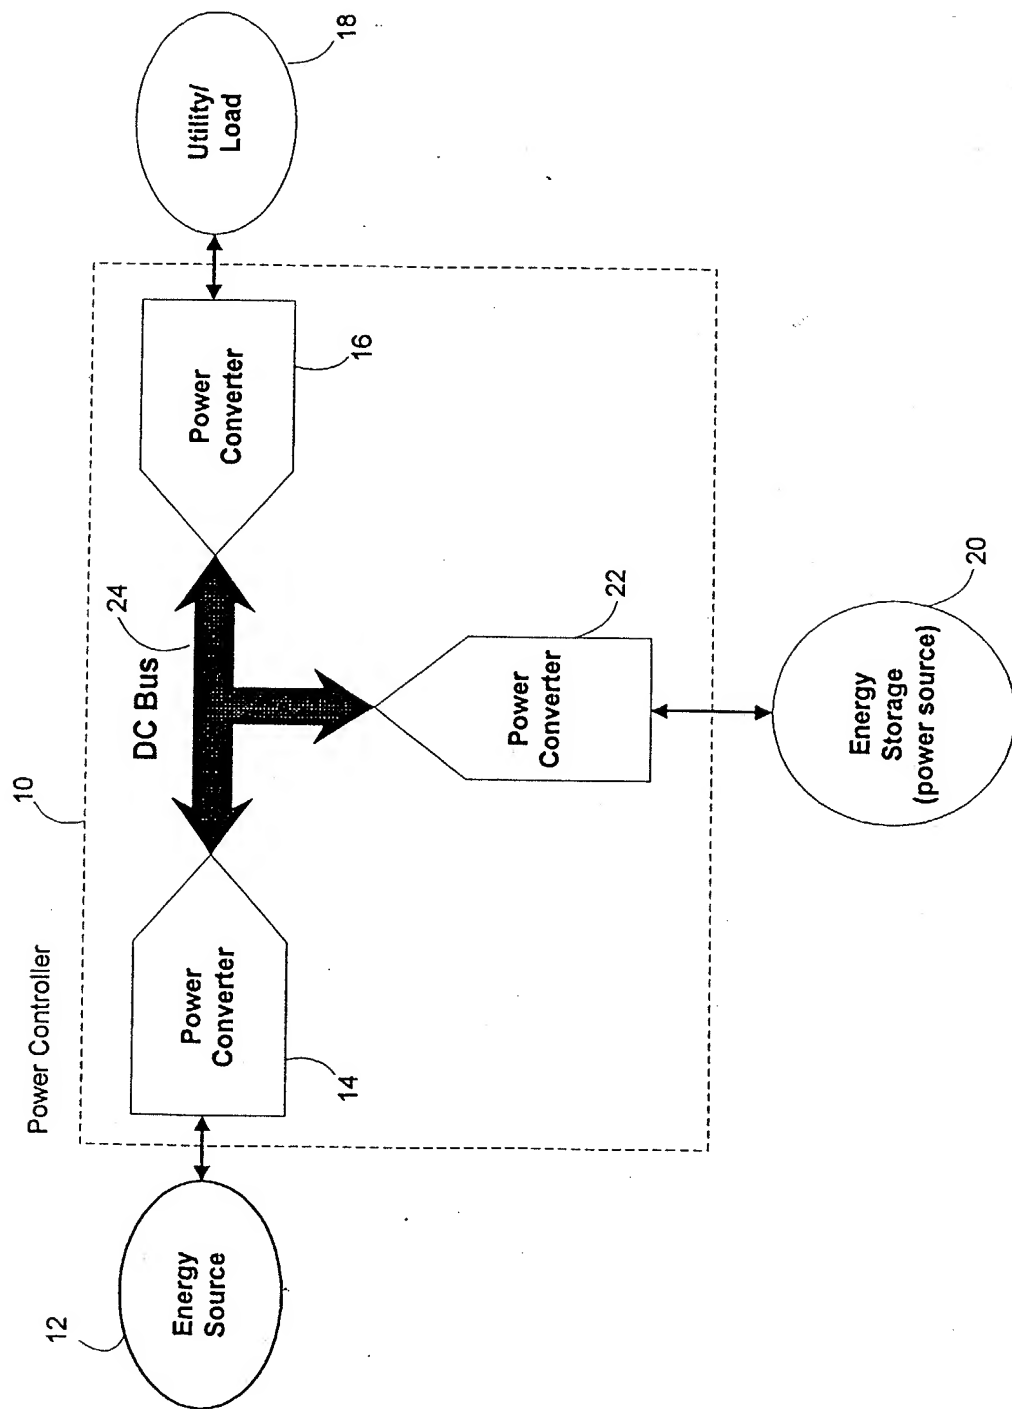 Power Controller
10
12
Energy
Source
14
Power
Converter
DC Bus
24
Power
Converter
16
Utility/
Load
18
Power
Converter
22
Energy
Storage
(power source)
20